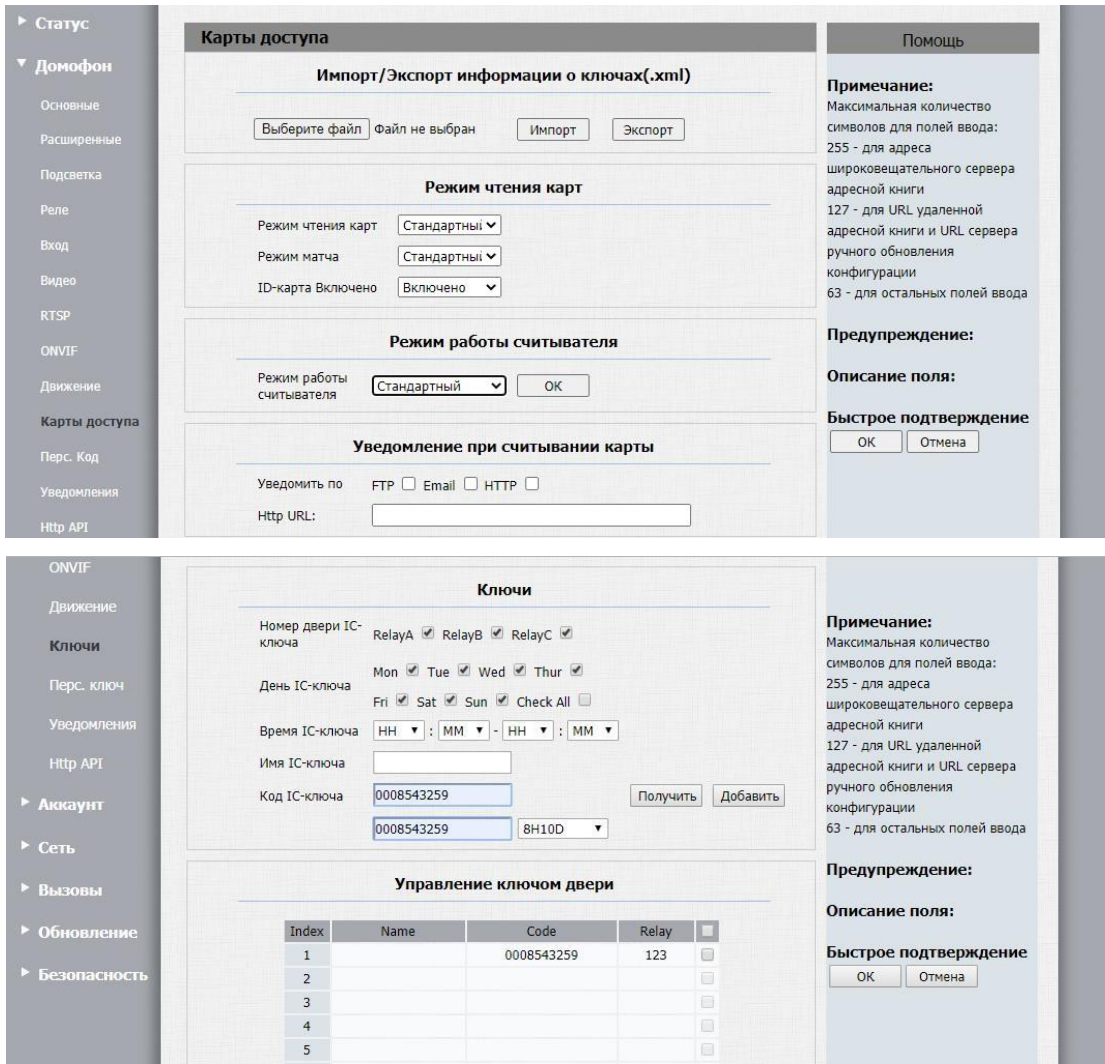 Статус
Домофон
Основные
Расширенные
Подсветка
Реле
Вход
Видео
RTSP
ONVIF
Движение
Карты доступа
Перс. Код
Уведомления
Http API
Карты доступа
Импорт/Экспорт информации о ключах(.xml)
Выберите файл Файл не выбран Импорт Экспорт
Режим чтения карт
Режим чтения карт Стандартный
Режим матча Стандартный
ID-карта Включено Включено
Режим работы считывателя
Режим работы
считывателя
Стандартный OK
Уведомление при считывании карты
Уведомить по FTP Email HTTP
Http URL:
Помощь
Примечание:
Максимальная количество
символов для полей ввода:
255 - для адреса
широковещательного сервера
адресной книги
127 - для URL удаленной
адресной книги и URL сервера
ручного обновления
конфигурации
63 - для остальных полей ввода
Предупреждение:
Описание поля:
Быстрое подтверждение
OK Отмена
ONVIF
Движение
Ключи
Перс. ключ
Уведомления
Http API
Аккаунт
Сеть
Вызовы
Обновление
Безопасность
Ключи
Номер двери IC-
ключа
RelayA RelayB RelayC
День IC-ключа
Mon Tue Wed Thur
Fri Sat Sun Check All
Время IC-ключа HH : MM - HH : MM
Имя IC-ключа
Код IC-ключа 0008543259 Получить Добавить
0008543259 8H10D
Управление ключом двери
Index Name Code Relay
1 0008543259 123
2
3
4
5
Примечание:
Максимальная количество
символов для полей ввода:
255 - для адреса
широковещательного сервера
адресной книги
127 - для URL удаленной
адресной книги и URL сервера
ручного обновления
конфигурации
63 - для остальных полей ввода
Предупреждение:
Описание поля:
Быстрое подтверждение
OK Отмена